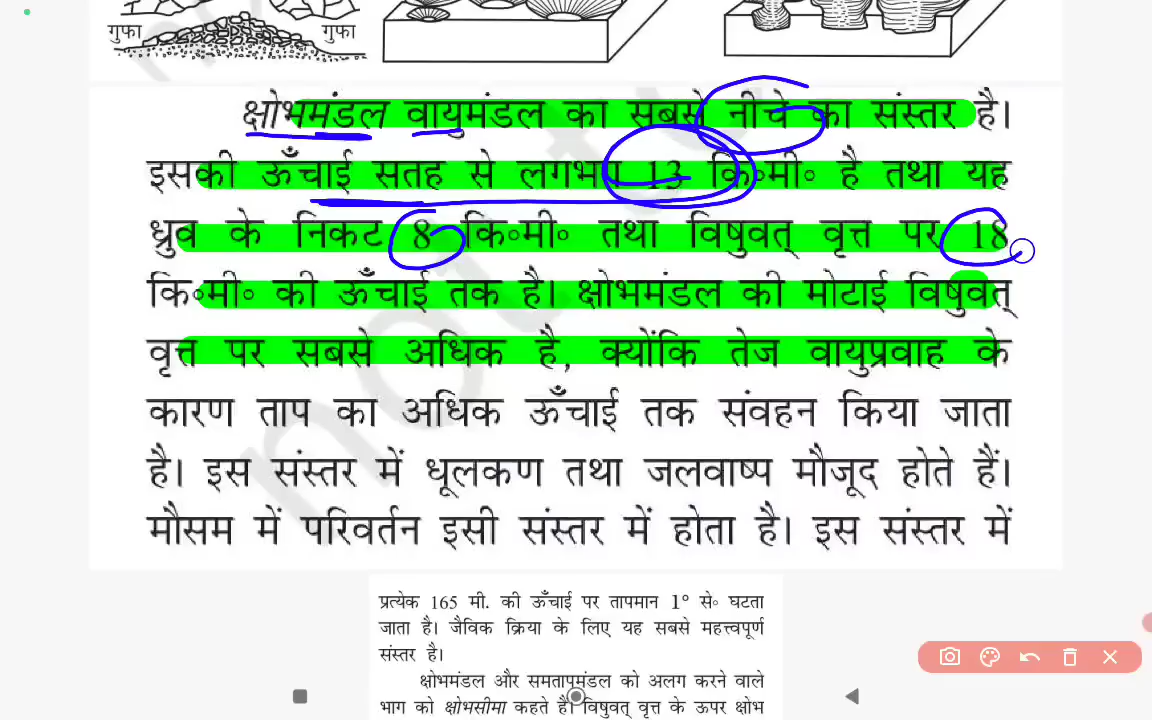 गुफा गुफा
क्षोभमंडल वायुमंडल का सबसे नीचे का संस्तर है।
इसकी ऊँचाई सतह से लगभग 13 कि॰मी॰ है तथा यह
ध्रुव के निकट 8 कि॰मी॰ तथा विषुवत् वृत्त पर 18
कि॰मी॰ की ऊँचाई तक है। क्षोभमंडल की मोटाई विषुवत्
वृत्त पर सबसे अधिक है, क्योंकि तेज वायुप्रवाह के
कारण ताप का अधिक ऊँचाई तक संवहन किया जाता
है। इस संस्तर में धूलकण तथा जलवाष्प मौजूद होते हैं।
मौसम में परिवर्तन इसी संस्तर में होता है। इस संस्तर में
प्रत्येक 165 मी. की ऊँचाई पर तापमान 1° से॰ घटता
जाता है। जैविक क्रिया के लिए यह सबसे महत्त्वपूर्ण
संस्तर है।
क्षोभमंडल और समतापमंडल को अलग करने वाले
भाग को क्षोभसीमा कहते हैं। विषुवत् वृत्त के ऊपर क्षोभ